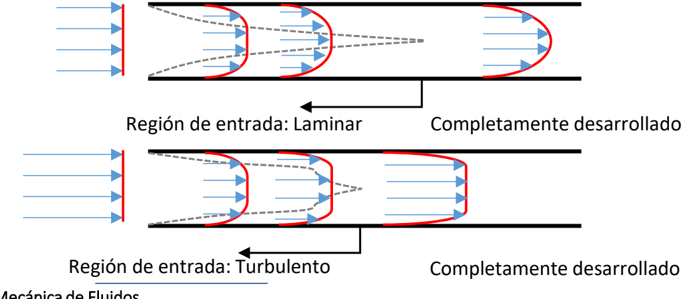 Región de entrada: Laminar
Completamente desarrollado
Región de entrada: Turbulento
Completamente desarrollado
Mecánica de Fluidos